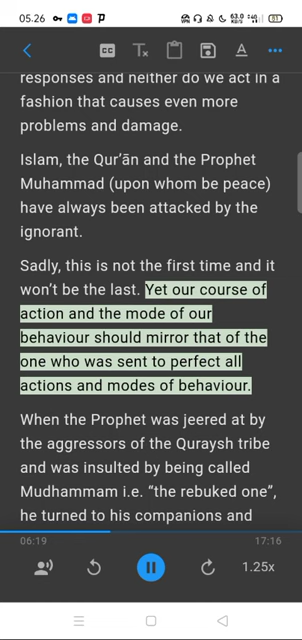 05.26
63.0
KB/S
83
CC
responses and neither do we act in a
fashion that causes even more
problems and damage.
Islam, the Qur’ān and the Prophet
Muhammad (upon whom be peace)
have always been attacked by the
ignorant.
Sadly, this is not the first time and it
won’t be the last. Yet our course of
action and the mode of our
behaviour should mirror that of the
one who was sent to perfect all
actions and modes of behaviour.
When the Prophet was jeered at by
the aggressors of the Quraysh tribe
and was insulted by being called
Mudhammam i.e. “the rebuked one”,
he turned to his companions and
06:19
17:16
1.25x